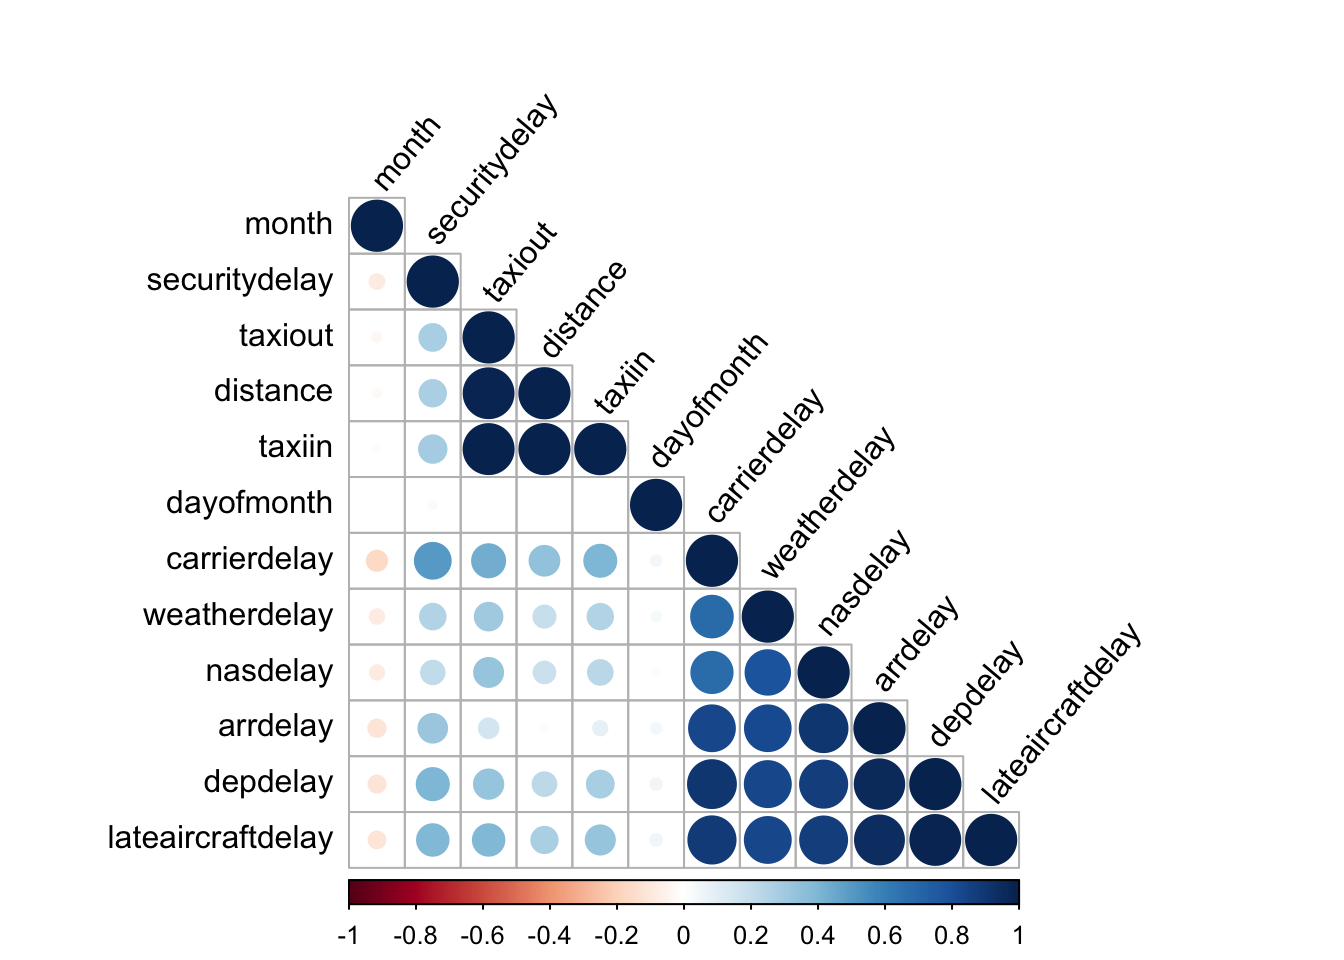 month
securitydelay
taxiout
distance
taxiin
dayofmonth
carrierdelay
weatherdelay
nasdelay
arrdelay
depdelay
lateaircraftdelay
month
securitydelay
taxiout
distance
taxiin
dayofmonth
carrierdelay
weatherdelay
nasdelay
arrdelay
depdelay
lateaircraftdelay
-1 -0.8 -0.6 -0.4 -0.2 0 0.2 0.4 0.6 0.8 1